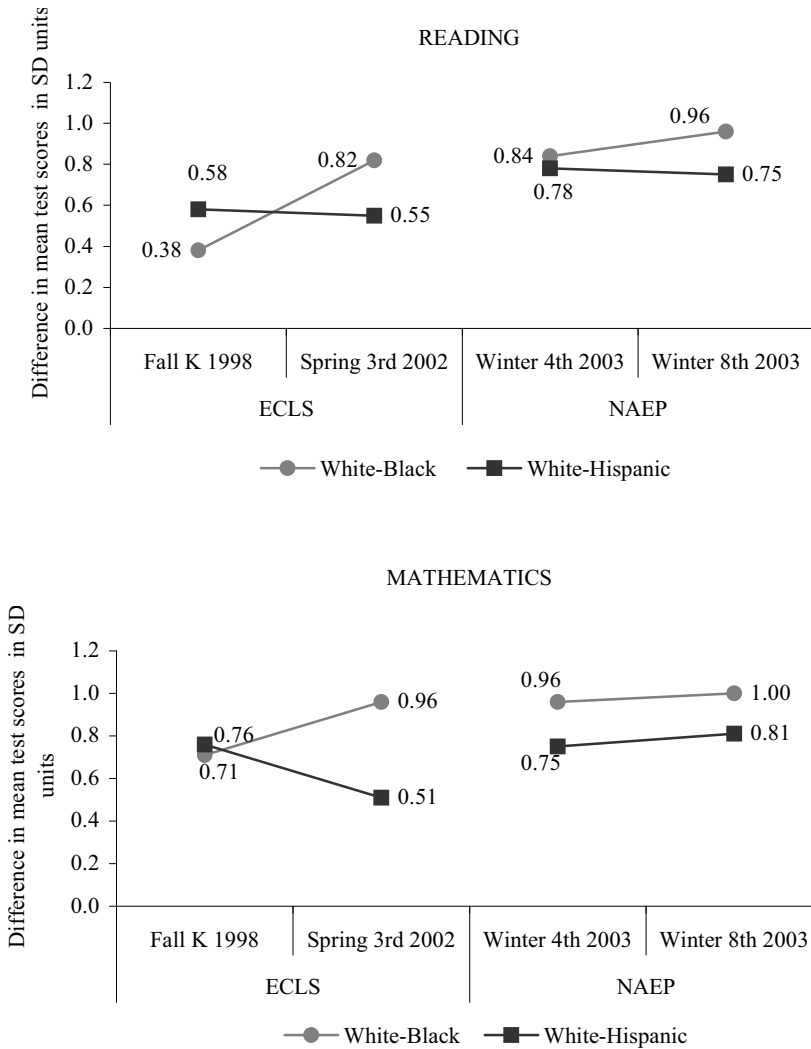 READING
Difference in mean test scores in SD units
1.2
1.0
0.8
0.6
0.4
0.2
0.0
0.58
0.38
0.82
0.55
0.84
0.78
0.96
0.75
Fall K 1998
Spring 3rd 2002
Winter 4th 2003
Winter 8th 2003
ECLS
NAEP
White-Black
White-Hispanic
MATHEMATICS
Difference in mean test scores in SD
units
1.2
1.0
0.8
0.6
0.4
0.2
0.0
0.76
0.71
0.96
0.51
0.96
0.75
1.00
0.81
Fall K 1998
Spring 3rd 2002
Winter 4th 2003
Winter 8th 2003
ECLS
NAEP
White-Black
White-Hispanic